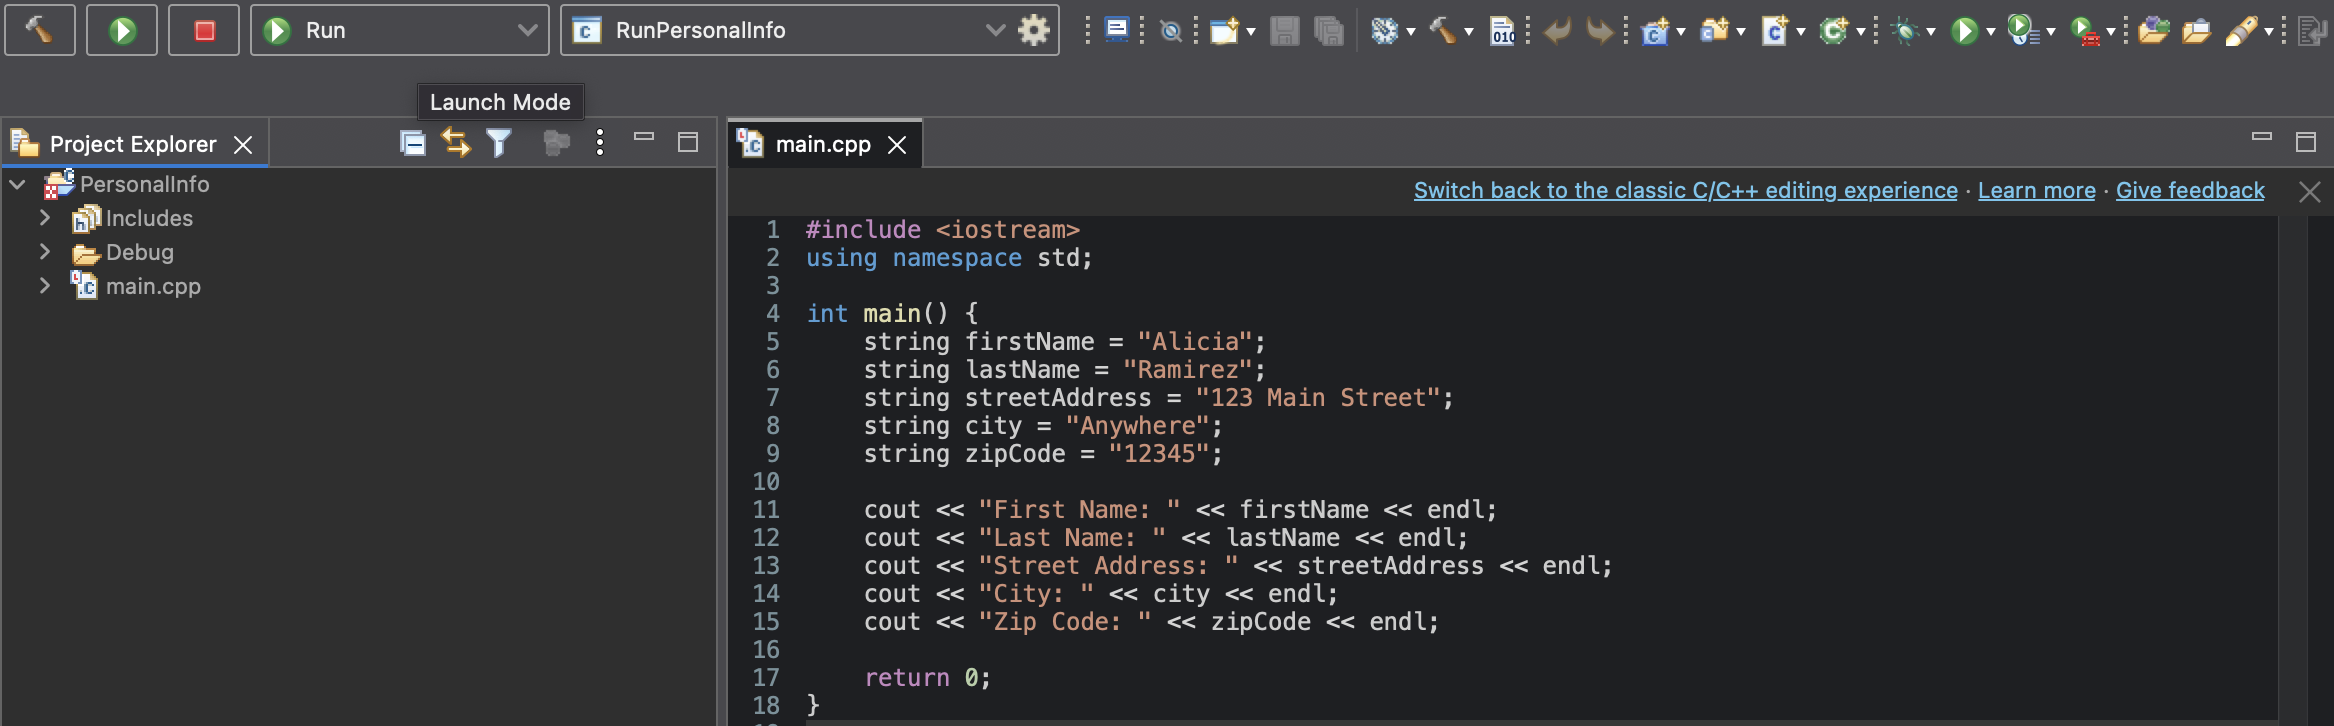 Run
RunPersonalInfo
010
Launch Mode
Project Explorer
main.cpp
PersonalInfo
Includes
Debug
main.cpp
Switch back to the classic C/C++ editing experience · Learn more · Give feedback
1 #include <iostream>
2 using namespace std;
3
4 int main() {
5     string firstName = "Alicia";
6     string lastName = "Ramirez";
7     string streetAddress = "123 Main Street";
8     string city = "Anywhere";
9     string zipCode = "12345";
10
11     cout << "First Name: " << firstName << endl;
12     cout << "Last Name: " << lastName << endl;
13     cout << "Street Address: " << streetAddress << endl;
14     cout << "City: " << city << endl;
15     cout << "Zip Code: " << zipCode << endl;
16
17     return 0;
18 }